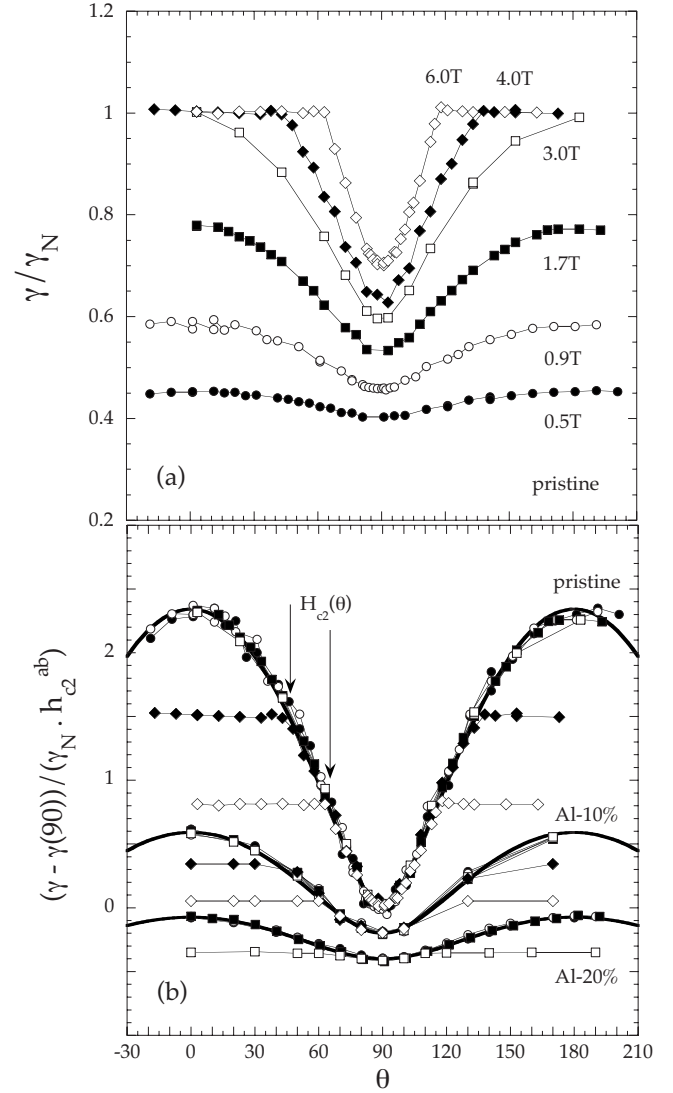 1.2
1
0.8
0.6
0.4
0.2
γ/γ_N
6.0T
4.0T
3.0T
1.7T
0.9T
0.5T
(a)
pristine
2
1
0
(γ - γ(90))/(γ_N · h_c2^ab)
pristine
H_c2(θ)
Al-10%
Al-20%
(b)
-30 0 30 60 90 120 150 180 210
θ